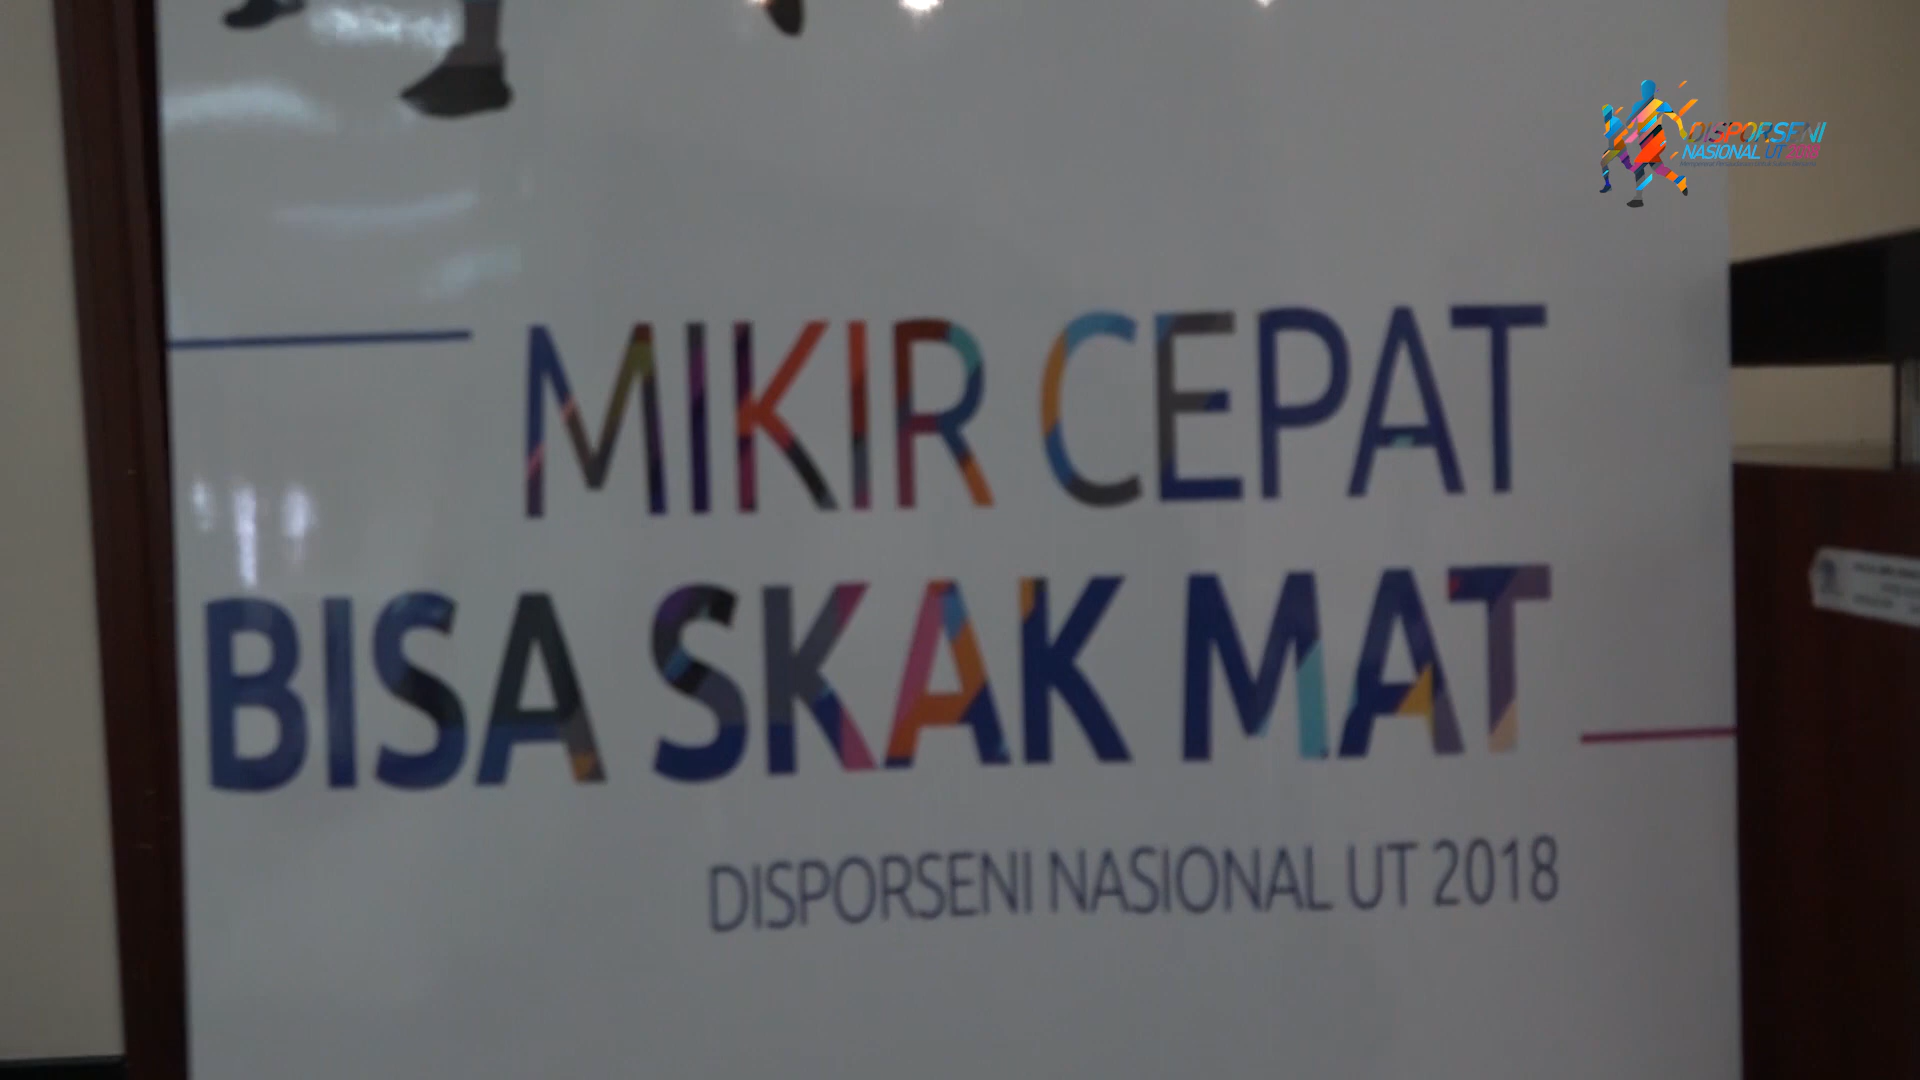 DISPORSENI
NASIONAL UT 2018
MIKIR CEPAT
BISA SKAK MAT
DISPORSENI NASIONAL UT 2018